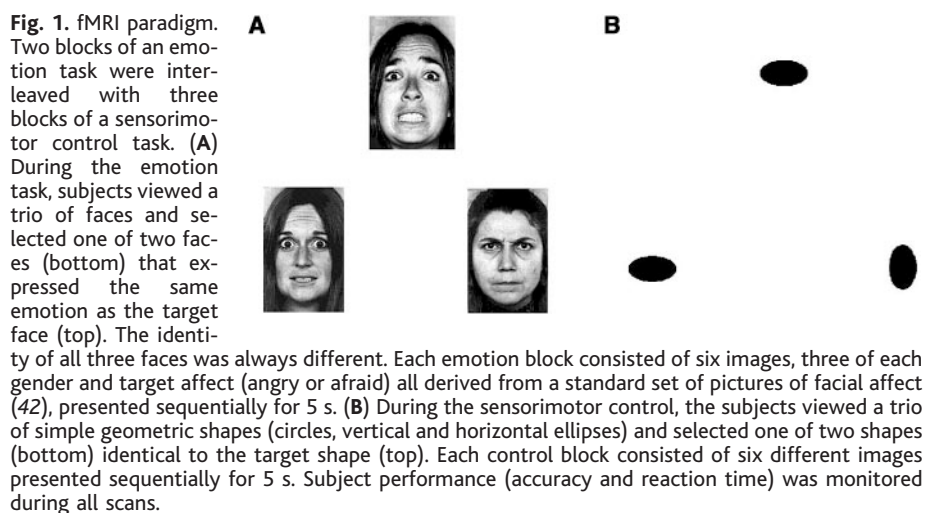 Fig. 1. fMRI paradigm.
Two blocks of an emo-
tion task were inter-
leaved with three
blocks of a sensorimo-
tor control task. (A)
During the emotion
task, subjects viewed a
trio of faces and se-
lected one of two fac-
es (bottom) that ex-
pressed the same
emotion as the target
face (top). The identi-
ty of all three faces was always different. Each emotion block consisted of six images, three of each
gender and target affect (angry or afraid) all derived from a standard set of pictures of facial affect
(42), presented sequentially for 5 s. (B) During the sensorimotor control, the subjects viewed a trio
of simple geometric shapes (circles, vertical and horizontal ellipses) and selected one of two shapes
(bottom) identical to the target shape (top). Each control block consisted of six different images
presented sequentially for 5 s. Subject performance (accuracy and reaction time) was monitored
during all scans.
A
B